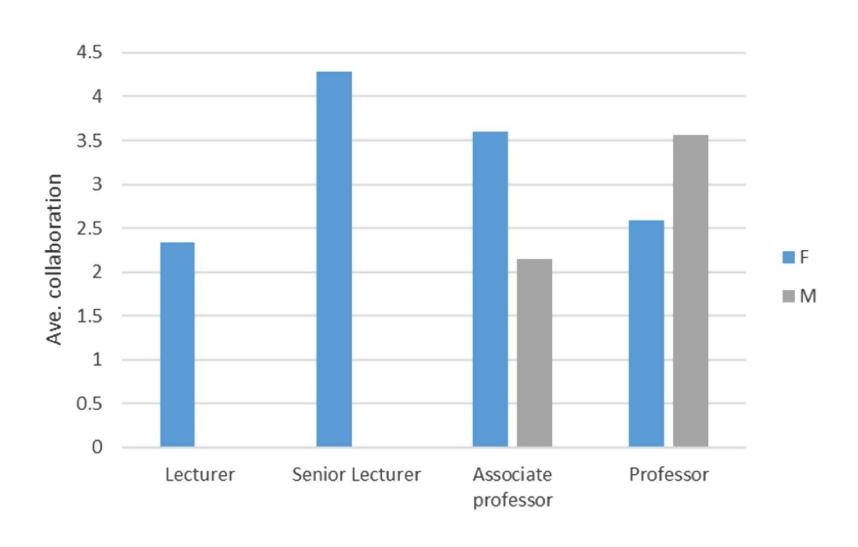 4.5
4
3.5
3
2.5
2
1.5
1
0.5
0
Ave. collaboration
Lecturer
Senior Lecturer
Associate
professor
Professor
F
M